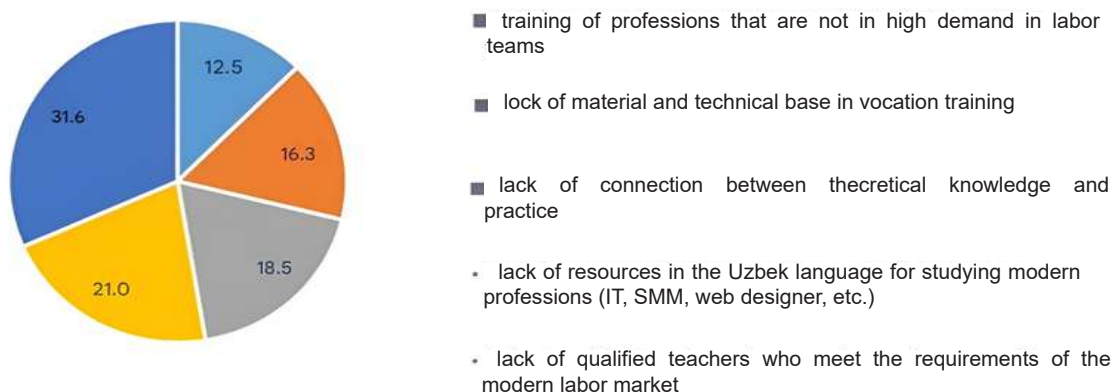 training of professions that are not in high demand in labor
teams
12.5
lock of material and technical base in vocation training
31.6
16.3
lack of connection between thecretical knowledge and
practice
18.5
lack of resources in the Uzbek language for studying modern
21.0
professions (IT, SMM, web designer, etc.)
lack of qualified teachers who meet the requirements of the
modern labor market